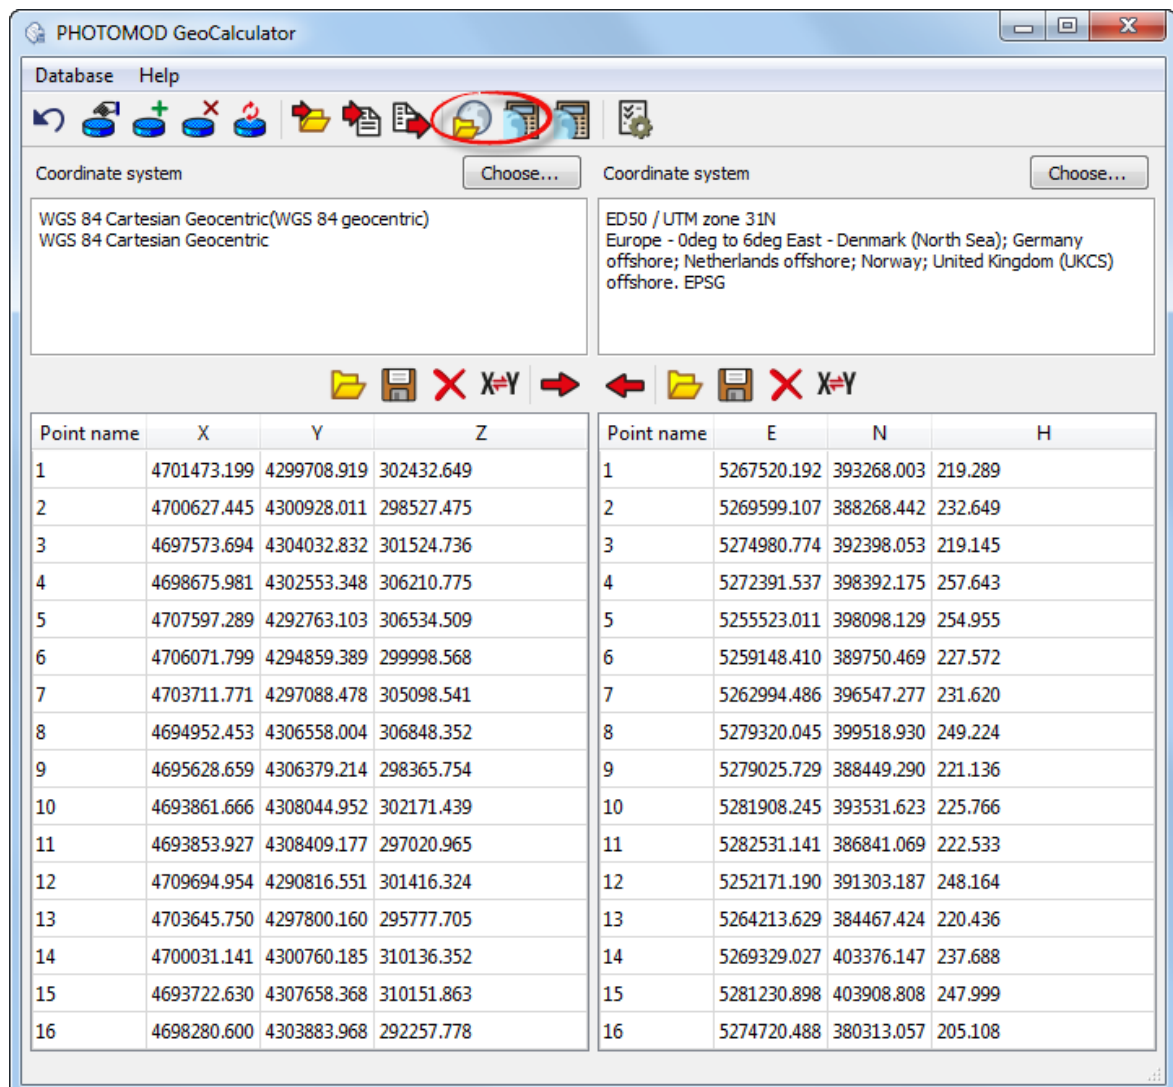 PHOTOMOD GeoCalculator
Database Help
Coordinate system Choose...
WGS 84 Cartesian Geocentric(WGS 84 geocentric)
WGS 84 Cartesian Geocentric
Coordinate system Choose...
ED50 / UTM zone 31N
Europe - 0deg to 6deg East - Denmark (North Sea); Germany
offshore; Netherlands offshore; Norway; United Kingdom (UKCS)
offshore. EPSG
X⇌Y
X⇌Y
Point name X Y Z
1 4701473.199 4299708.919 302432.649
2 4700627.445 4300928.011 298527.475
3 4697573.694 4304032.832 301524.736
4 4698675.981 4302553.348 306210.775
5 4707597.289 4292763.103 306534.509
6 4706071.799 4294859.389 299998.568
7 4703711.771 4297088.478 305098.541
8 4694952.453 4306558.004 306848.352
9 4695628.659 4306379.214 298365.754
10 4693861.666 4308044.952 302171.439
11 4693853.927 4308409.177 297020.965
12 4709694.954 4290816.551 301416.324
13 4703645.750 4297800.160 295777.705
14 4700031.141 4300760.185 310136.352
15 4693722.630 4307658.368 310151.863
16 4698280.600 4303883.968 292257.778
Point name E N H
1 5267520.192 393268.003 219.289
2 5269599.107 388268.442 232.649
3 5274980.774 392398.053 219.145
4 5272391.537 398392.175 257.643
5 5255523.011 398098.129 254.955
6 5259148.410 389750.469 227.572
7 5262994.486 396547.277 231.620
8 5279320.045 399518.930 249.224
9 5279025.729 388449.290 221.136
10 5281908.245 393531.623 225.766
11 5282531.141 386841.069 222.533
12 5252171.190 391303.187 248.164
13 5264213.629 384467.424 220.436
14 5269329.027 403376.147 237.688
15 5281230.898 403908.808 247.999
16 5274720.488 380313.057 205.108